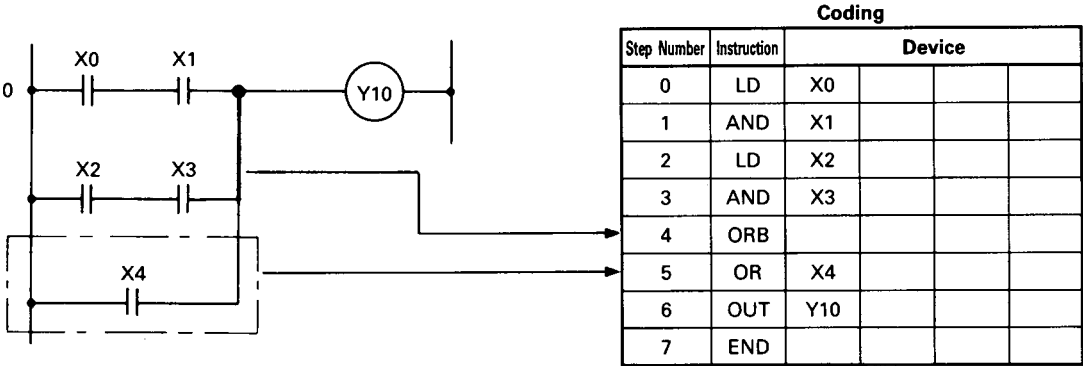 Coding
Step Number Instruction Device
X0 X1
0 Y10
X2 X3
X4
0 LD X0
1 AND X1
2 LD X2
3 AND X3
4 ORB
5 OR X4
6 OUT Y10
7 END